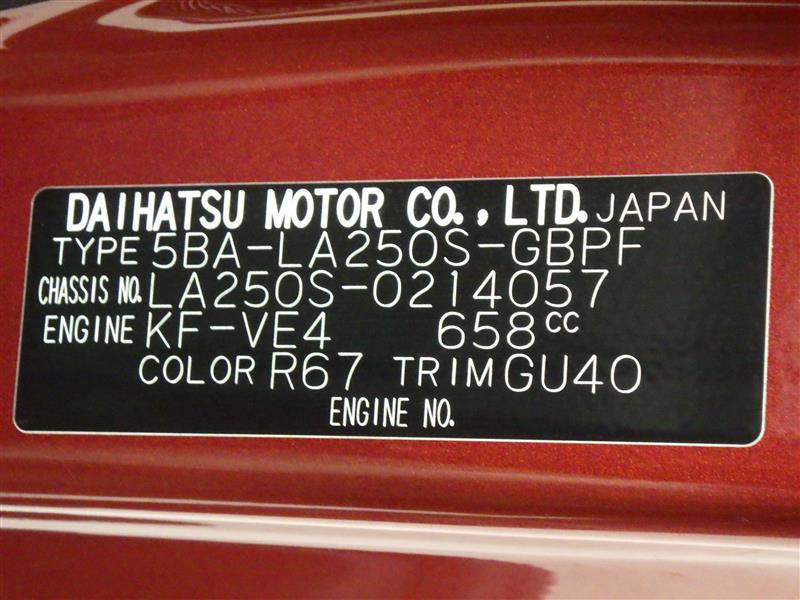 DAIHATSU MOTOR CO., LTD. JAPAN
TYPE 5BA-LA250S-GBPF
CHASSIS NO. LA250S-0214057
ENGINE KF-VE4 658cc
COLOR R67 TRIM GU40
ENGINE NO.